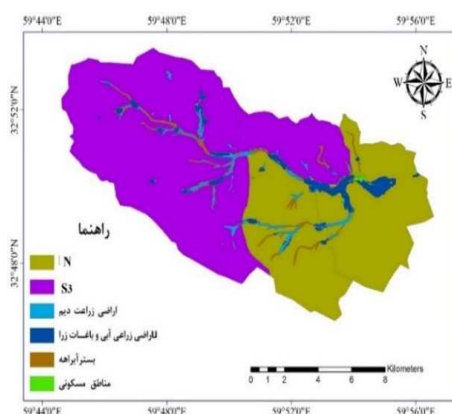 59°44'0"E 59°48'0"E 59°52'0"E 59°56'0"E
N
W E
S
32°52'0"N
32°48'0"N
راهنما
N
S3
اراضی زراعت دیم
اراضی زراعی آبی و باغات زرا
بستر آبراهه
مناطق مسکونی
Kilometers
0 1 2 4 6 8
59°44'0"E 59°48'0"E 59°52'0"E 59°56'0"E